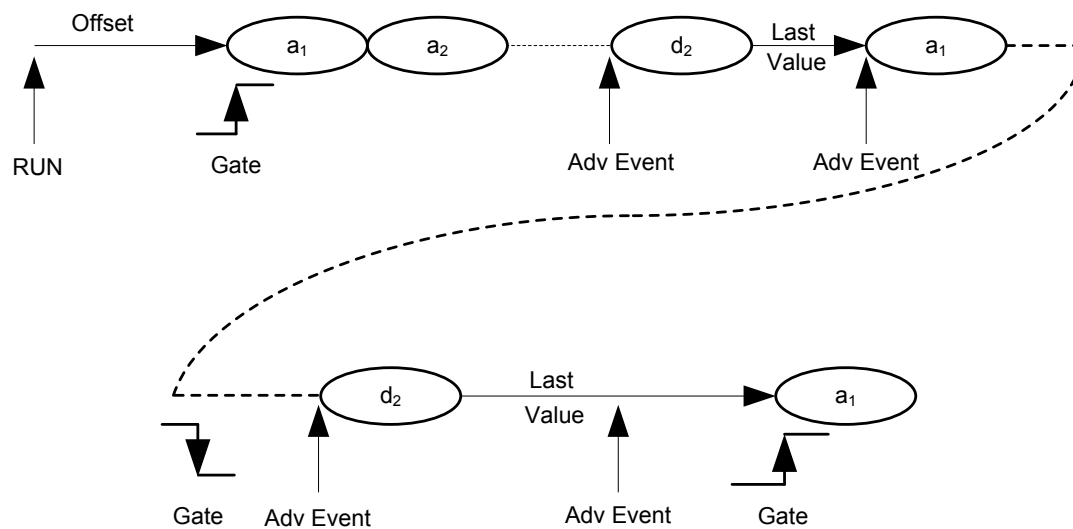 Offset
a₁
a₂
d₂
Last
Value
a₁
RUN
Gate
Adv Event
Adv Event
d₂
Last
Value
a₁
Gate
Adv Event
Adv Event
Gate